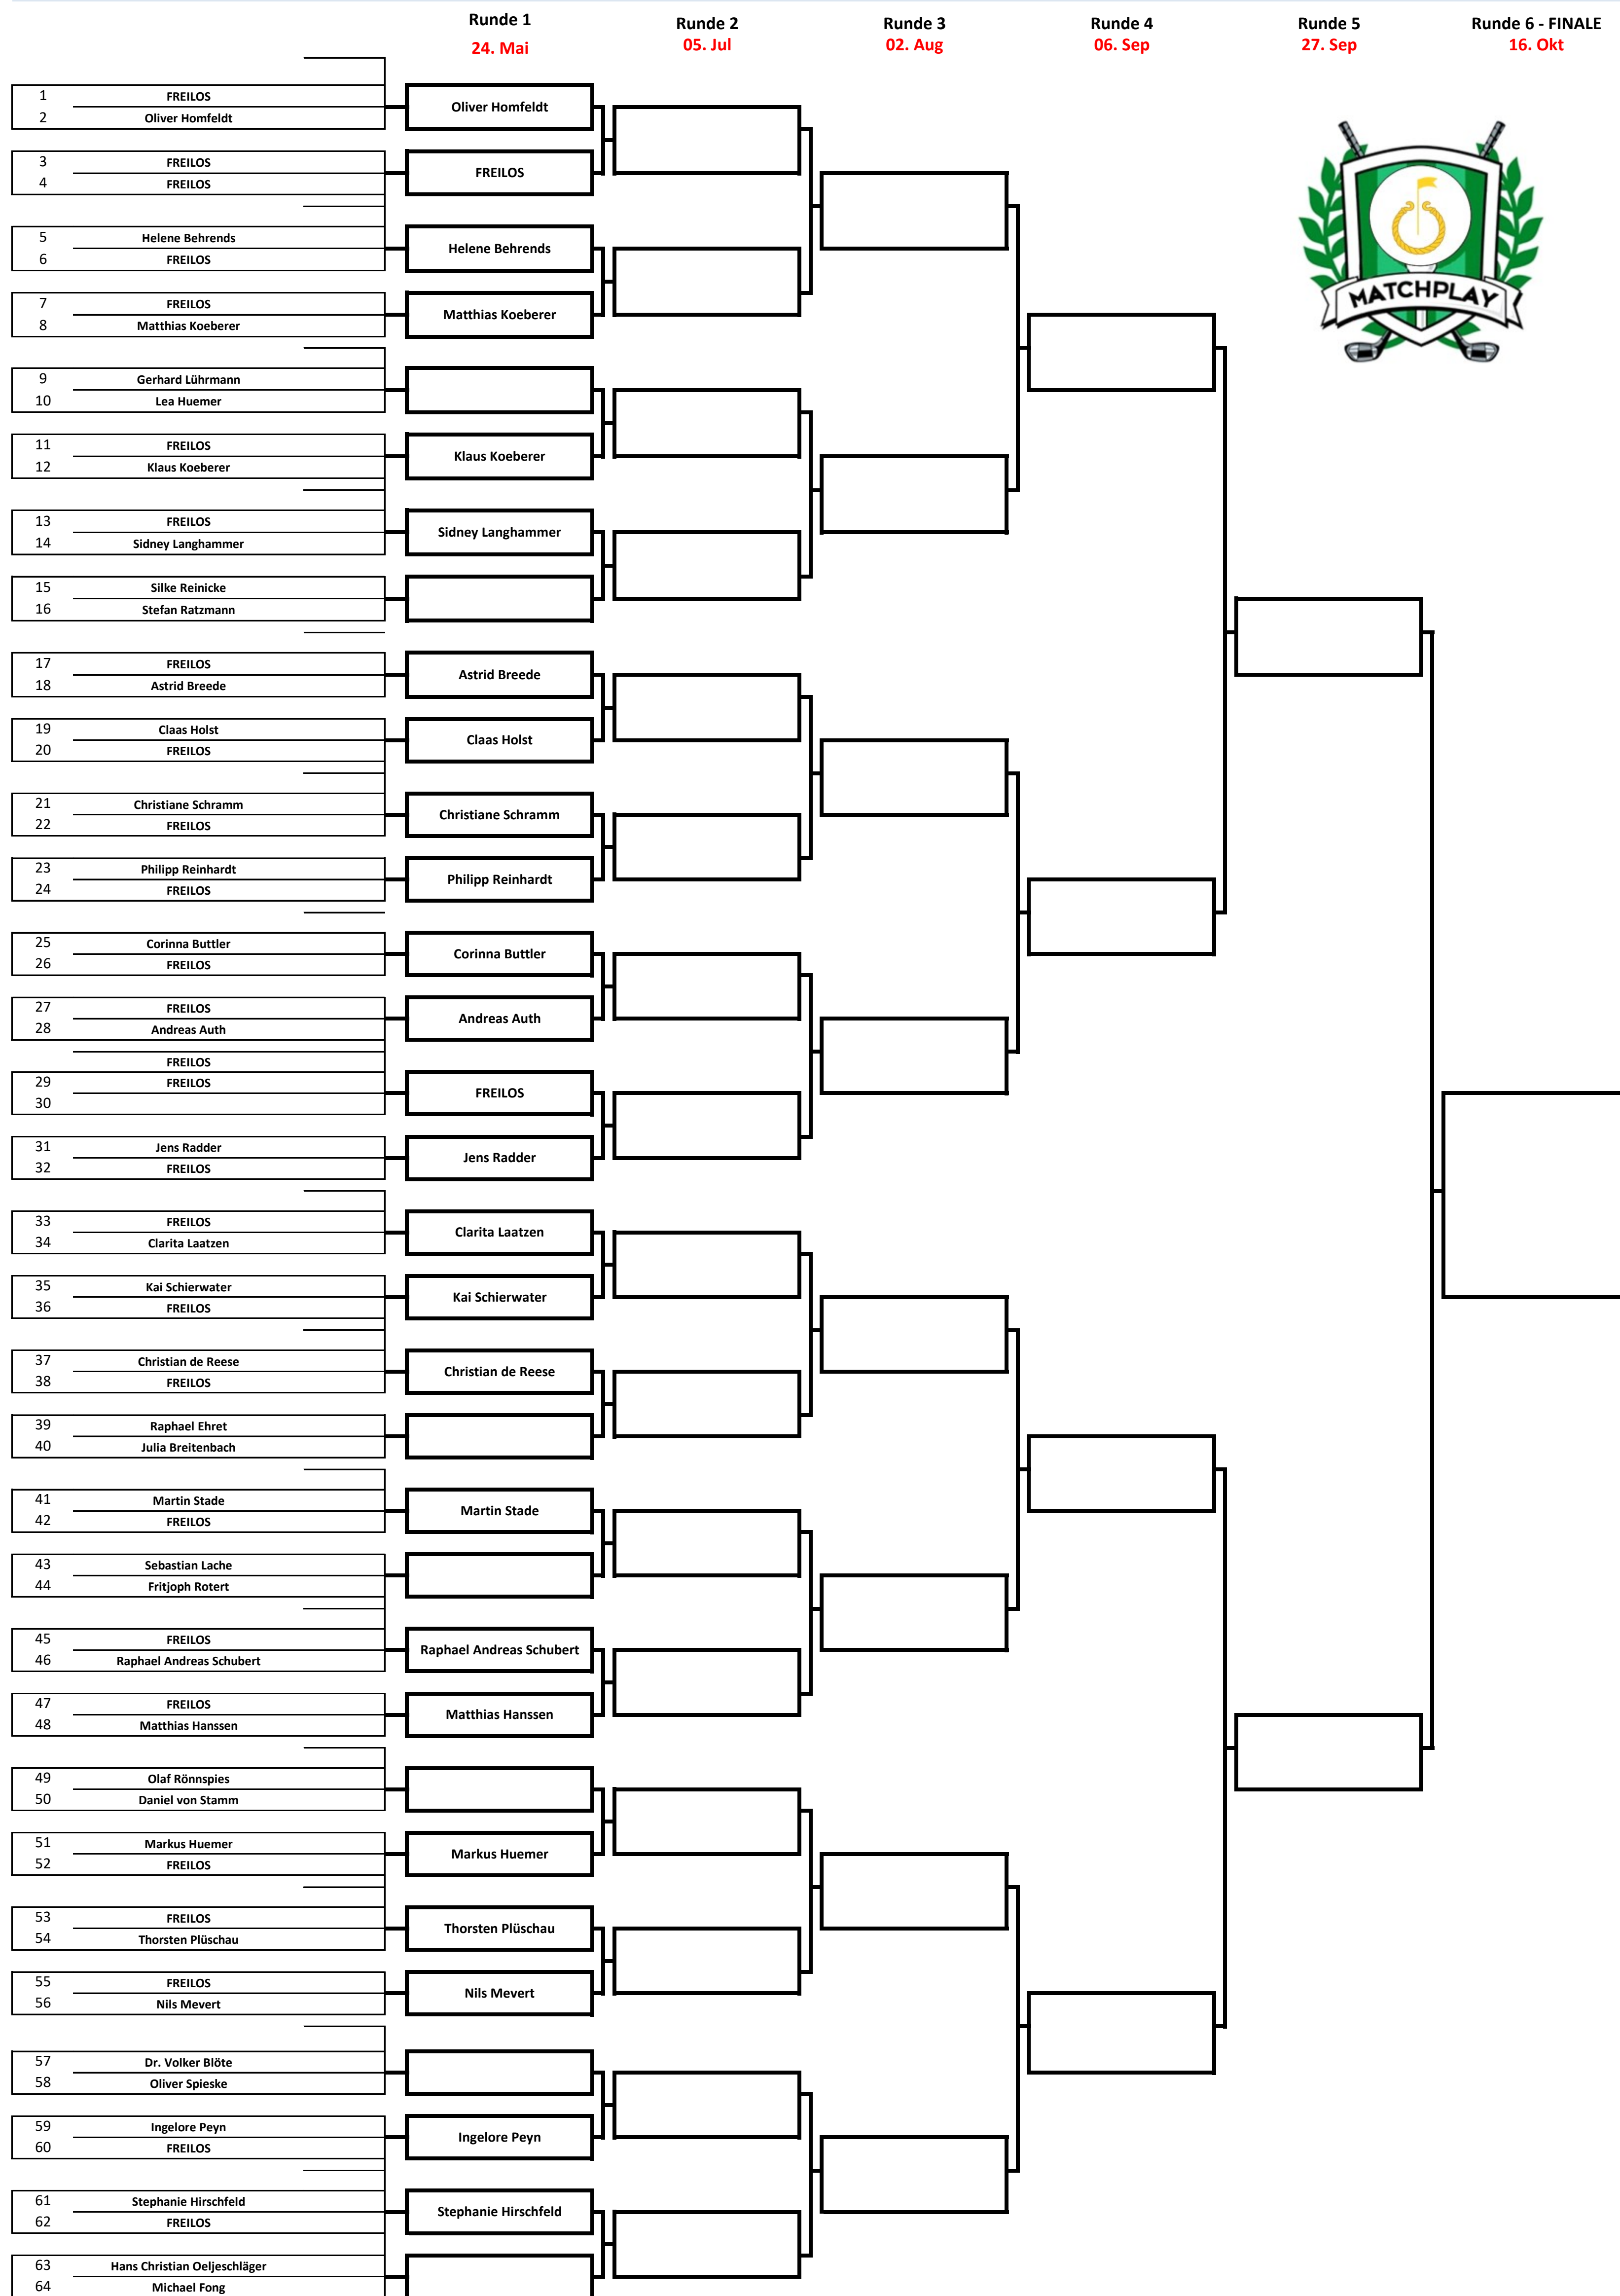 Runde 1
Runde 2
Runde 3
Runde 4
Runde 5
Runde 6 - FINALE
24. Mai
05. Jul
02. Aug
06. Sep
27. Sep
16. Okt
MATCHPLAY
1 FREILOS
2 Oliver Homfeldt
Oliver Homfeldt
3 FREILOS
4 FREILOS
FREILOS
5 Helene Behrends
6 FREILOS
Helene Behrends
7 FREILOS
8 Matthias Koeberer
Matthias Koeberer
9 Gerhard Lührmann
10 Lea Huemer
11 FREILOS
12 Klaus Koeberer
Klaus Koeberer
13 FREILOS
14 Sidney Langhammer
Sidney Langhammer
15 Silke Reinicke
16 Stefan Ratzmann
17 FREILOS
18 Astrid Breede
Astrid Breede
19 Claas Holst
20 FREILOS
Claas Holst
21 Christiane Schramm
22 FREILOS
Christiane Schramm
23 Philipp Reinhardt
24 FREILOS
Philipp Reinhardt
25 Corinna Buttler
26 FREILOS
Corinna Buttler
27 FREILOS
28 Andreas Auth
Andreas Auth
FREILOS
29 FREILOS
30
FREILOS
31 Jens Radder
32 FREILOS
Jens Radder
33 FREILOS
34 Clarita Laatzen
Clarita Laatzen
35 Kai Schierwater
36 FREILOS
Kai Schierwater
37 Christian de Reese
38 FREILOS
Christian de Reese
39 Raphael Ehret
40 Julia Breitenbach
41 Martin Stade
42 FREILOS
Martin Stade
43 Sebastian Lache
44 Fritjoph Rotert
45 FREILOS
46 Raphael Andreas Schubert
Raphael Andreas Schubert
47 FREILOS
48 Matthias Hanssen
Matthias Hanssen
49 Olaf Rönnspies
50 Daniel von Stamm
51 Markus Huemer
52 FREILOS
Markus Huemer
53 FREILOS
54 Thorsten Plüschau
Thorsten Plüschau
55 FREILOS
56 Nils Mevert
Nils Mevert
57 Dr. Volker Blöte
58 Oliver Spieske
59 Ingelore Peyn
60 FREILOS
Ingelore Peyn
61 Stephanie Hirschfeld
62 FREILOS
Stephanie Hirschfeld
63 Hans Christian Oeljeschläger
64 Michael Fong